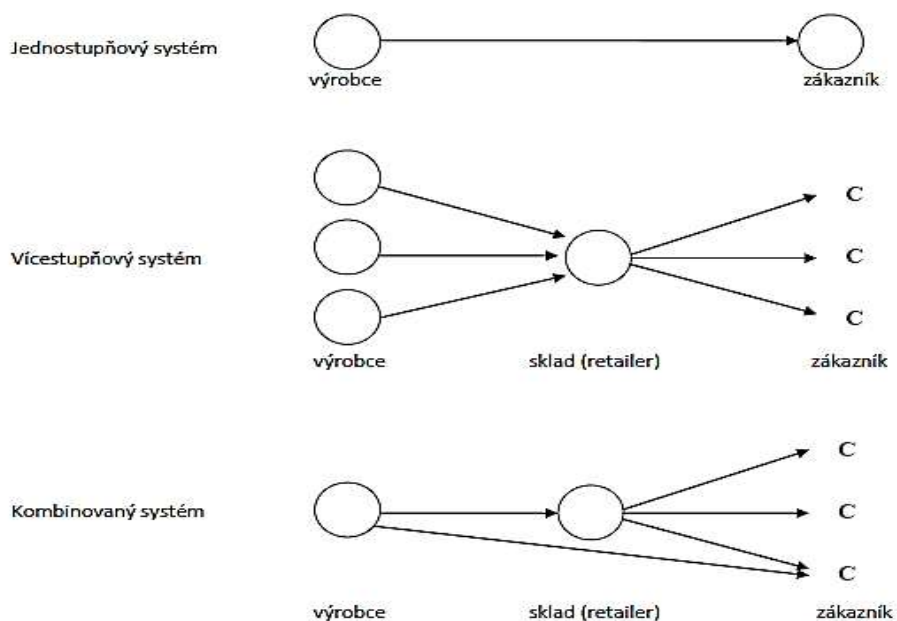 Jednostupňový systém
výrobce
zákazník
C
C
Vícestupňový systém
C
výrobce
sklad (retailer)
zákazník
C
Kombinovaný systém
C
C
výrobce
sklad (retailer)
zákazník